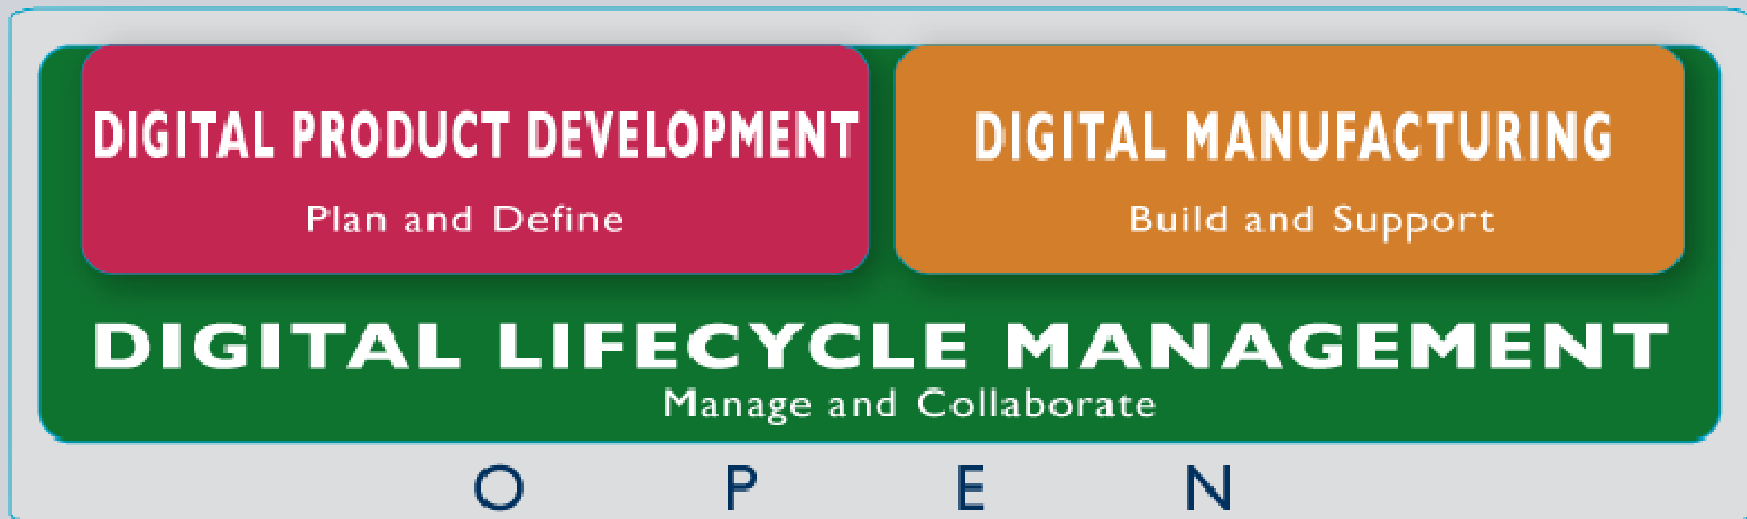 DIGITAL PRODUCT DEVELOPMENT
Plan and Define
DIGITAL MANUFACTURING
Build and Support
DIGITAL LIFECYCLE MANAGEMENT
Manage and Collaborate
O P E N